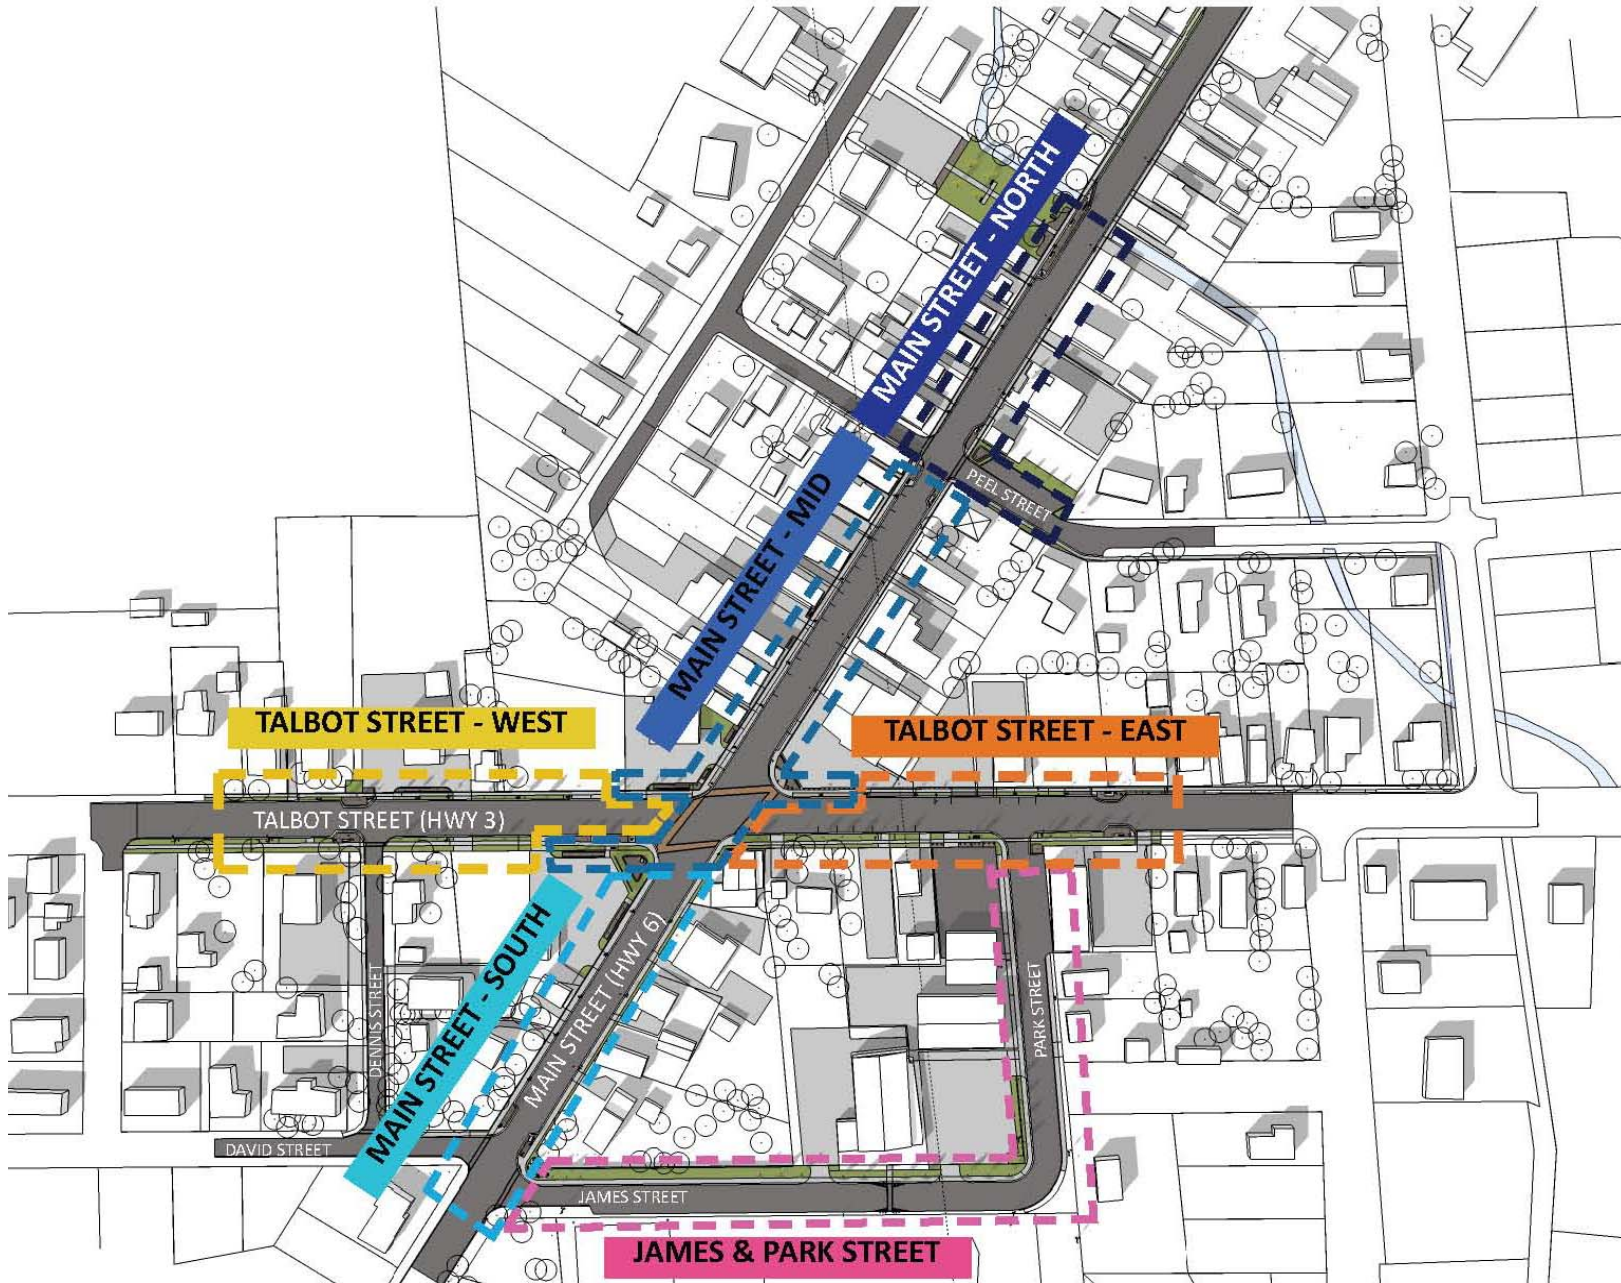 MAIN STREET - NORTH
MAIN STREET - MID
PEEL STREET
TALBOT STREET - WEST
TALBOT STREET - EAST
TALBOT STREET (HWY 3)
MAIN STREET - SOUTH
MAIN STREET (HWY 6)
DENNIS STREET
PARK STREET
DAVID STREET
JAMES STREET
JAMES & PARK STREET